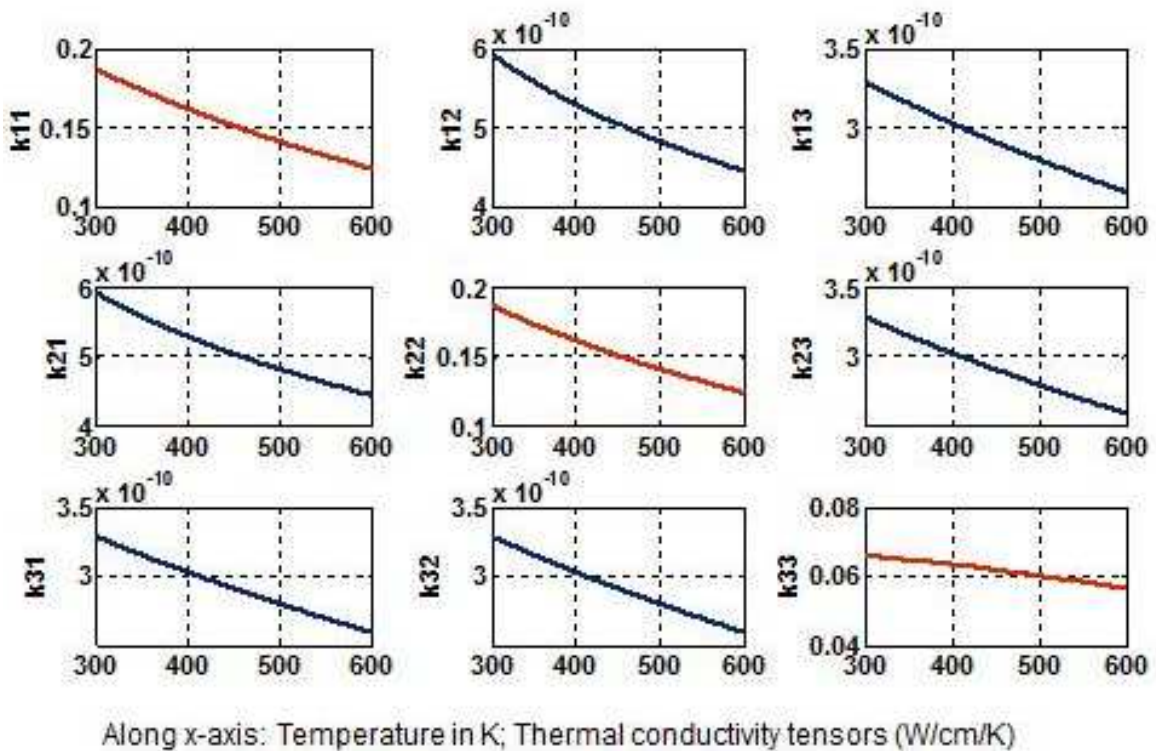 x 10^-10 x 10^-10
0.2 6 3.5
k11 0.15 k12 5 k13 3
0.1 4
300 400 500 600 300 400 500 600 300 400 500 600
x 10^-10 x 10^-10
6 0.2 3.5
k21 5 k22 0.15 k23 3
4 0.1
300 400 500 600 300 400 500 600 300 400 500 600
x 10^-10 x 10^-10
3.5 3.5 0.08
k31 3 k32 3 k33 0.06
0.04
300 400 500 600 300 400 500 600 300 400 500 600
Along x-axis: Temperature in K; Thermal conductivity tensors (W/cm/K)